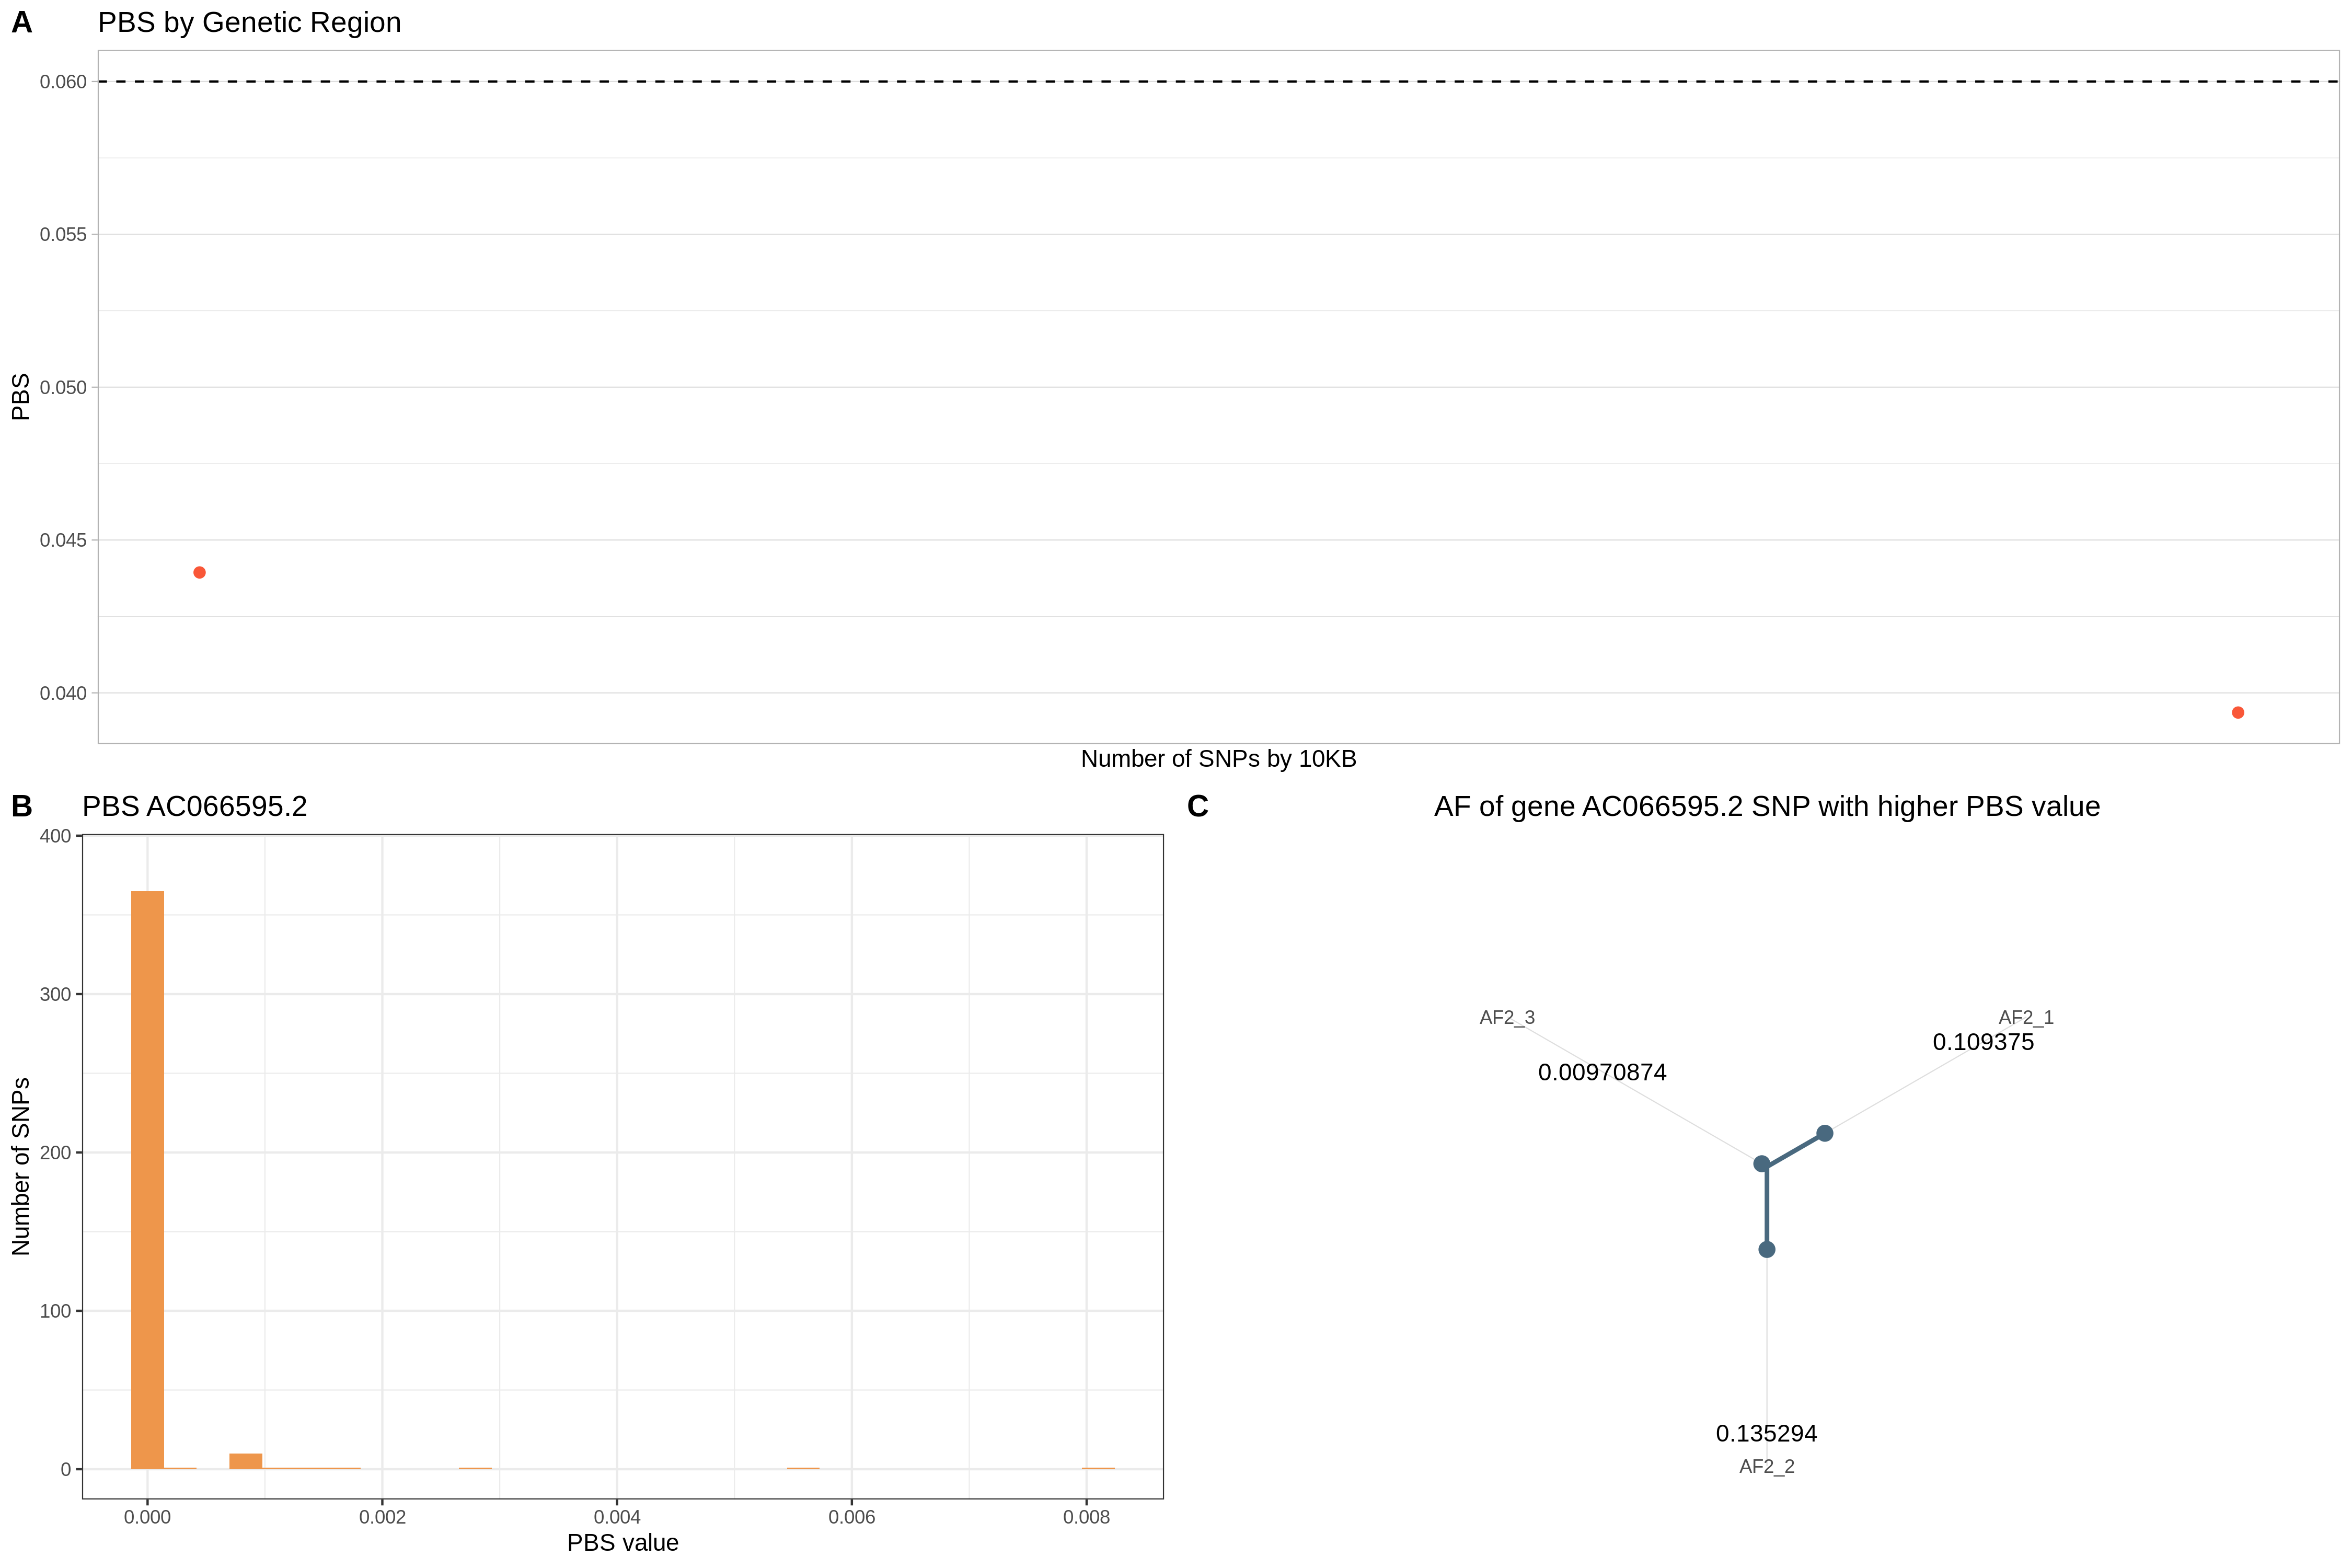 A
PBS by Genetic Region
0.060
0.055
0.050
0.045
0.040
PBS
Number of SNPs by 10KB
B
PBS AC066595.2
400
300
200
100
0
Number of SNPs
0.000 0.002 0.004 0.006 0.008
PBS value
C
AF of gene AC066595.2 SNP with higher PBS value
AF2_3
AF2_1
0.109375
0.00970874
0.135294
AF2_2